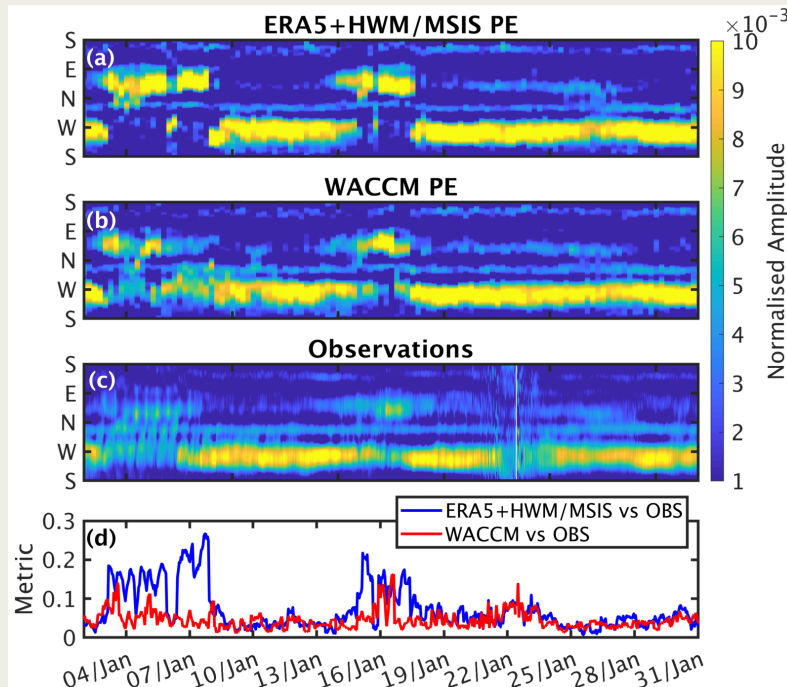 ERA5+HWM/MSIS PE
×10⁻³
S
(a)
E
N
W
S
10
9
8
7
6
5
4
3
2
1
Normalised Amplitude
WACCM PE
S
(b)
E
N
W
S
Observations
S
(c)
E
N
W
S
ERA5+HWM/MSIS vs OBS
WACCM vs OBS
(d)
Metric
0.3
0.2
0.1
0
04/Jan 07/Jan 10/Jan 13/Jan 16/Jan 19/Jan 22/Jan 25/Jan 28/Jan 31/Jan